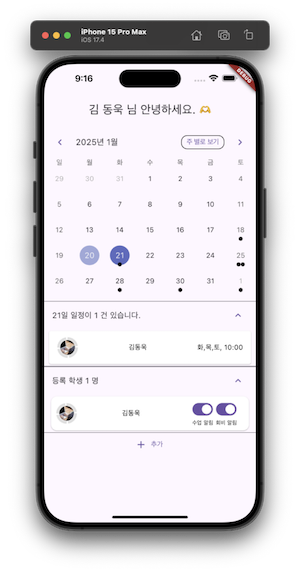 iPhone 15 Pro Max
iOS 17.4
9:16
DEBUG
김 동욱 님 안녕하세요. 🫶
2025년 1월 주 별로 보기
일 월 화 수 목 금 토
29 30 31 1 2 3 4
5 6 7 8 9 10 11
12 13 14 15 16 17 18
19 20 21 22 23 24 25
26 27 28 29 30 31 1
21일 일정이 1 건 있습니다.
김동욱 화,목,토, 10:00
등록 학생 1 명
김동욱
수업 알림 회비 알림
+ 추가